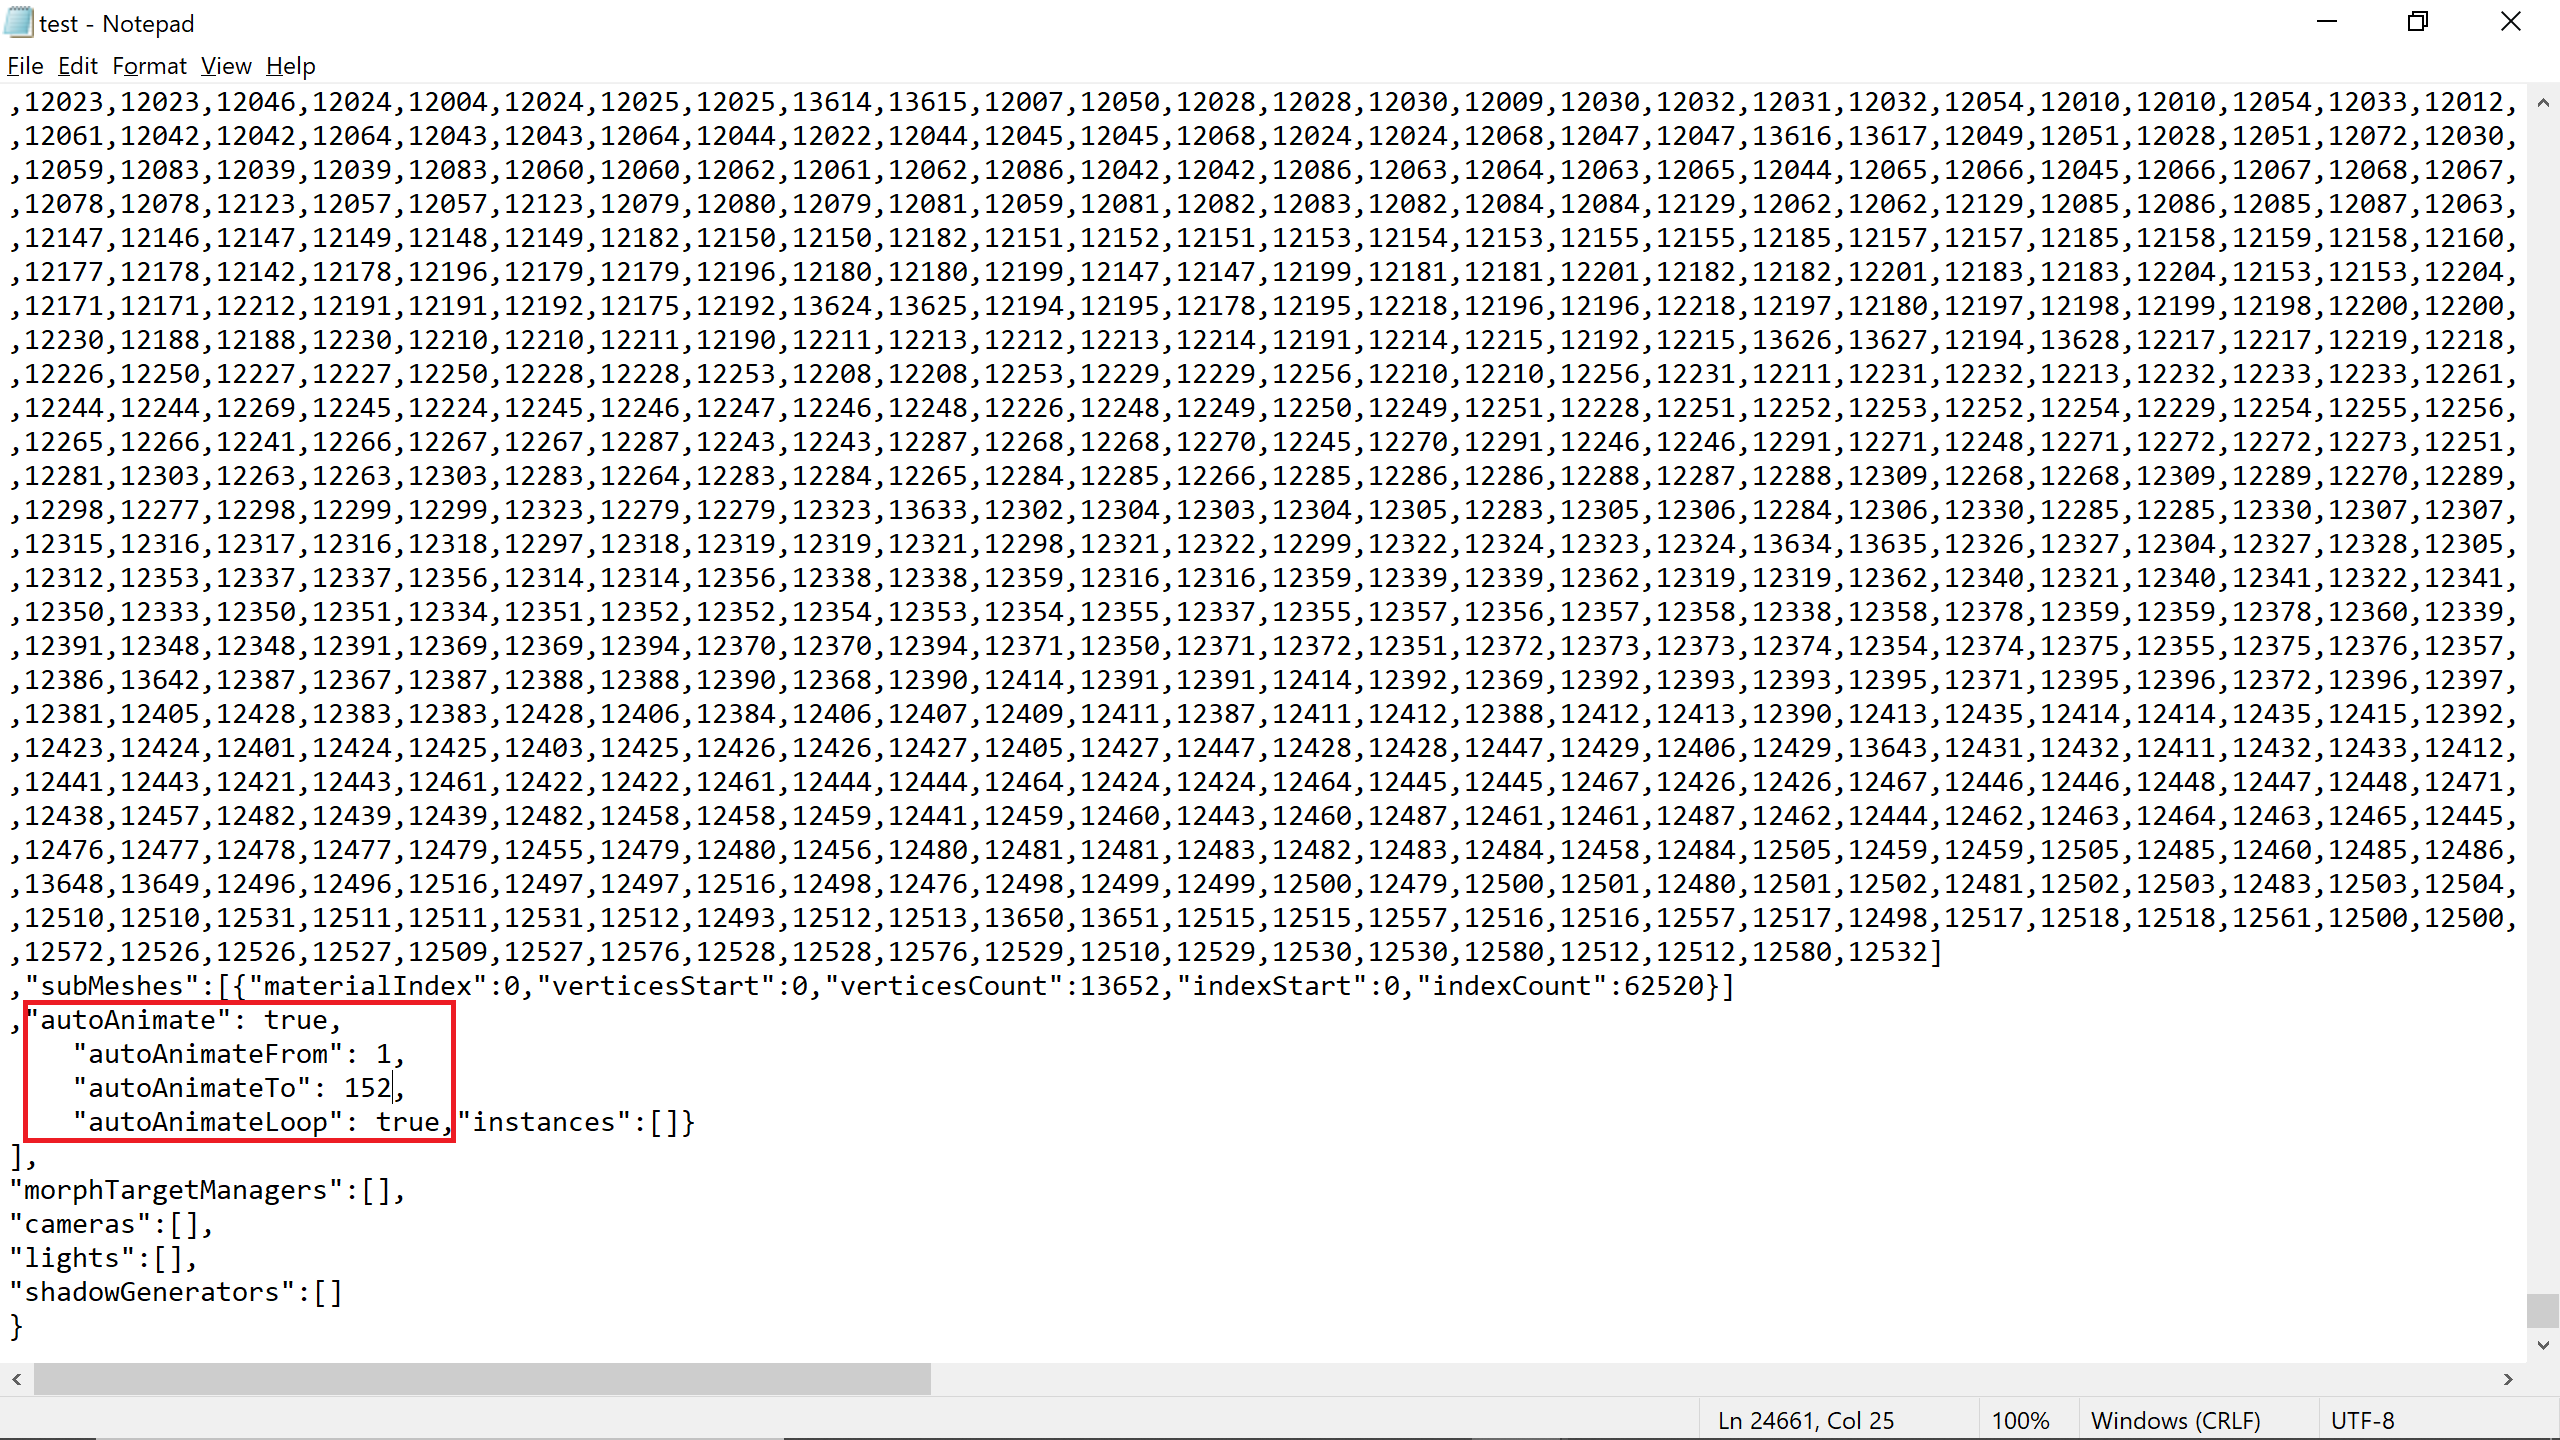 test - Notepad
File Edit Format View Help
,12023,12023,12046,12024,12004,12024,12025,12025,13614,13615,12007,12050,12028,12028,12030,12009,12030,12032,12031,12032,12054,12010,12010,12054,12033,12012,
,12061,12042,12042,12064,12043,12043,12064,12044,12022,12044,12045,12045,12068,12024,12024,12068,12047,12047,13616,13617,12049,12051,12028,12051,12072,12030,
,12059,12083,12039,12039,12083,12060,12060,12062,12061,12062,12086,12042,12042,12086,12063,12064,12063,12065,12044,12065,12066,12045,12066,12067,12068,12067,
,12078,12078,12123,12057,12057,12123,12079,12080,12079,12081,12059,12081,12082,12083,12082,12084,12084,12129,12062,12062,12129,12085,12086,12085,12087,12063,
,12147,12146,12147,12149,12148,12149,12182,12150,12150,12182,12151,12152,12151,12153,12154,12153,12155,12155,12185,12157,12157,12185,12158,12159,12158,12160,
,12177,12178,12142,12178,12196,12179,12179,12196,12180,12180,12199,12147,12147,12199,12181,12181,12201,12182,12182,12201,12183,12183,12204,12153,12153,12204,
,12171,12171,12212,12191,12191,12192,12175,12192,13624,13625,12194,12195,12178,12195,12218,12196,12196,12218,12197,12180,12197,12198,12199,12198,12200,12200,
,12230,12188,12188,12230,12210,12210,12211,12190,12211,12213,12212,12213,12214,12191,12214,12215,12192,12215,13626,13627,12194,13628,12217,12217,12219,12218,
,12226,12250,12227,12227,12250,12228,12228,12253,12208,12208,12253,12229,12229,12256,12210,12210,12256,12231,12211,12231,12232,12213,12232,12233,12233,12261,
,12244,12244,12269,12245,12224,12245,12246,12247,12246,12248,12226,12248,12249,12250,12249,12251,12228,12251,12252,12253,12252,12254,12229,12254,12255,12256,
,12265,12266,12241,12266,12267,12267,12287,12243,12243,12287,12268,12268,12270,12245,12270,12291,12246,12246,12291,12271,12248,12271,12272,12272,12273,12251,
,12281,12303,12263,12263,12303,12283,12264,12283,12284,12265,12284,12285,12266,12285,12286,12286,12288,12287,12288,12309,12268,12268,12309,12289,12270,12289,
,12298,12277,12298,12299,12299,12323,12279,12279,12323,13633,12302,12304,12303,12304,12305,12283,12305,12306,12284,12306,12330,12285,12285,12330,12307,12307,
,12315,12316,12317,12316,12318,12297,12318,12319,12319,12321,12298,12321,12322,12299,12322,12324,12323,12324,13634,13635,12326,12327,12304,12327,12328,12305,
,12312,12353,12337,12337,12356,12314,12314,12356,12338,12338,12359,12316,12316,12359,12339,12339,12362,12319,12319,12362,12340,12321,12340,12341,12322,12341,
,12350,12333,12350,12351,12334,12351,12352,12352,12354,12353,12354,12355,12337,12355,12357,12356,12357,12358,12338,12358,12378,12359,12359,12378,12360,12339,
,12391,12348,12348,12391,12369,12369,12394,12370,12370,12394,12371,12350,12371,12372,12351,12372,12373,12373,12374,12354,12374,12375,12355,12375,12376,12357,
,12386,13642,12387,12367,12387,12388,12388,12390,12368,12390,12414,12391,12391,12414,12392,12369,12392,12393,12393,12395,12371,12395,12396,12372,12396,12397,
,12381,12405,12428,12383,12383,12428,12406,12384,12406,12407,12409,12411,12387,12411,12412,12388,12412,12413,12390,12413,12435,12414,12414,12435,12415,12392,
,12423,12424,12401,12424,12425,12403,12425,12426,12426,12427,12405,12427,12447,12428,12428,12447,12429,12406,12429,13643,12431,12432,12411,12432,12433,12412,
,12441,12443,12421,12443,12461,12422,12422,12461,12444,12444,12464,12424,12424,12464,12445,12445,12467,12426,12426,12467,12446,12446,12448,12447,12448,12471,
,12438,12457,12482,12439,12439,12482,12458,12458,12459,12441,12459,12460,12443,12460,12487,12461,12461,12487,12462,12444,12462,12463,12464,12463,12465,12445,
,12476,12477,12478,12477,12479,12455,12479,12480,12456,12480,12481,12481,12483,12482,12483,12484,12458,12484,12505,12459,12459,12505,12485,12460,12485,12486,
,13648,13649,12496,12496,12516,12497,12497,12516,12498,12476,12498,12499,12499,12500,12479,12500,12501,12480,12501,12502,12481,12502,12503,12483,12503,12504,
,12510,12510,12531,12511,12511,12531,12512,12493,12512,12513,13650,13651,12515,12515,12557,12516,12516,12557,12517,12498,12517,12518,12518,12561,12500,12500,
,12572,12526,12526,12527,12509,12527,12576,12528,12528,12576,12529,12510,12529,12530,12530,12580,12512,12512,12580,12532]
,"subMeshes":[{"materialIndex":0,"verticesStart":0,"verticesCount":13652,"indexStart":0,"indexCount":62520}]
,"autoAnimate": true,
"autoAnimateFrom": 1,
"autoAnimateTo": 152,
"autoAnimateLoop": true,"instances":[]}
],
"morphTargetManagers":[],
"cameras":[],
"lights":[],
"shadowGenerators":[]
}
Ln 24661, Col 25 100% Windows (CRLF) UTF-8